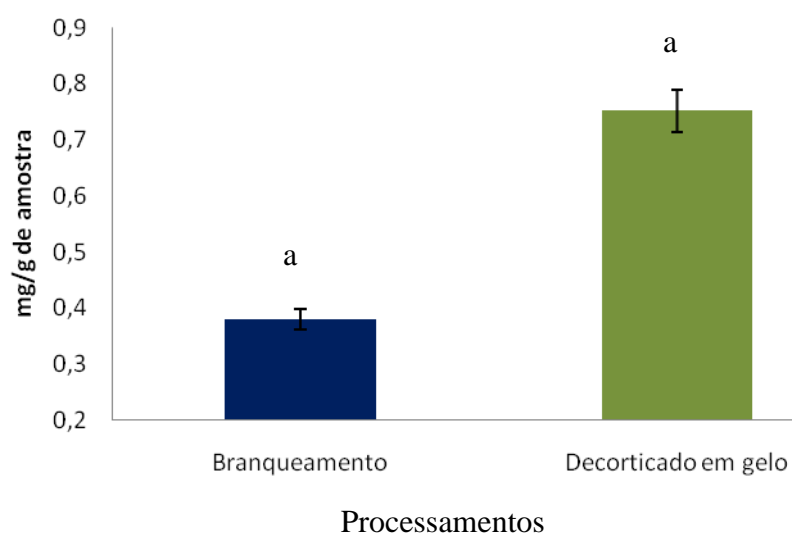 0,9
a
0,8
0,7
0,6
mg/g de amostra
0,5
a
0,4
0,3
0,2
Branqueamento
Decorticado em gelo
Processamentos